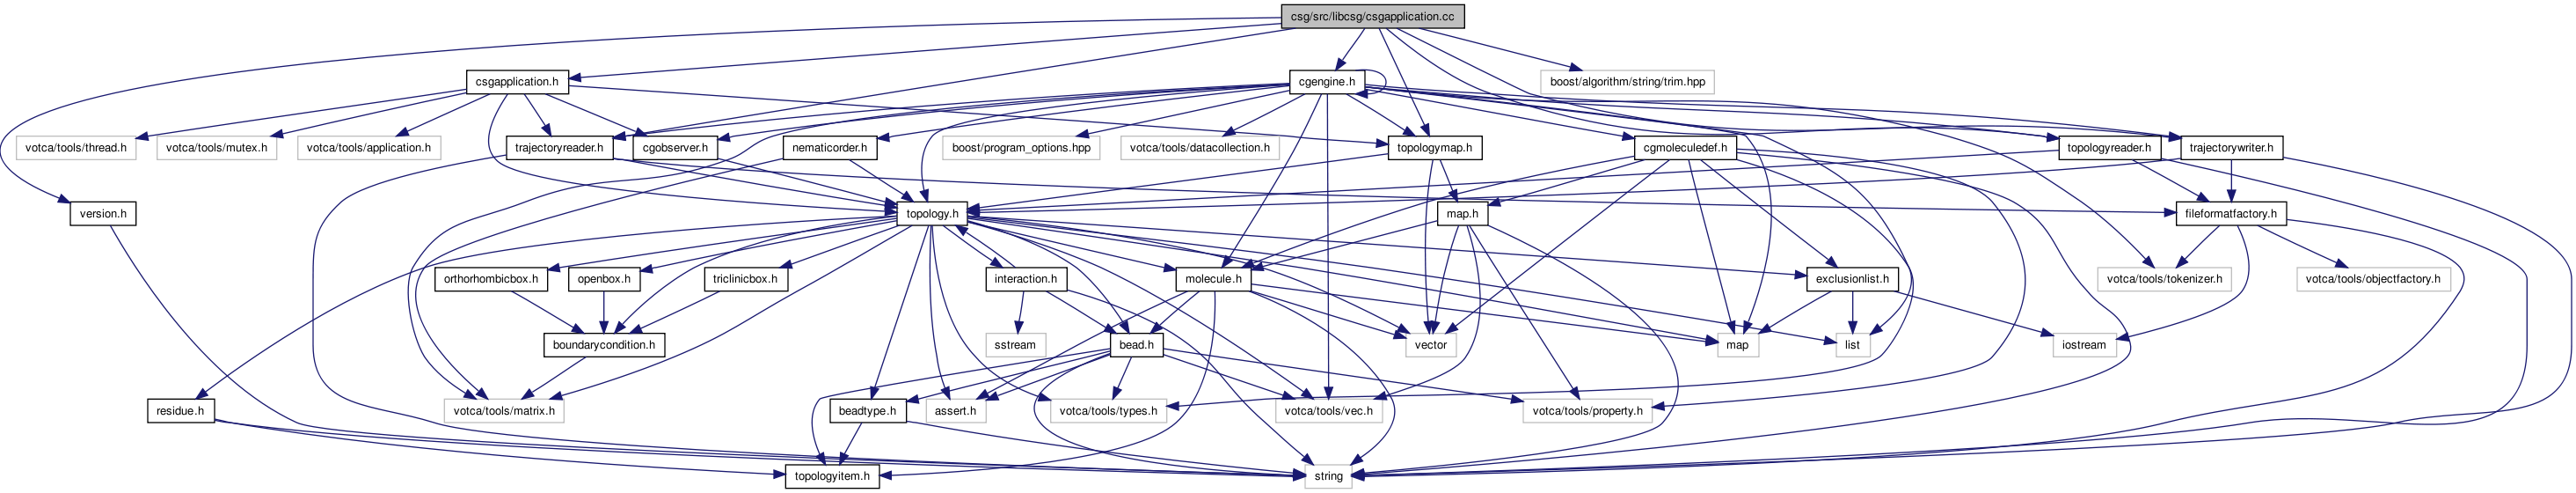 csg/src/libcsg/csgapplication.cc
csgapplication.h
cgengine.h
boost/algorithm/string/trim.hpp
votca/tools/thread.h
votca/tools/mutex.h
votca/tools/application.h
trajectoryreader.h
cgobserver.h
nematicorder.h
boost/program_options.hpp
votca/tools/datacollection.h
topologymap.h
cgmoleculedef.h
topologyreader.h
trajectorywriter.h
version.h
topology.h
map.h
fileformatfactory.h
orthorhombicbox.h
openbox.h
triclinicbox.h
interaction.h
molecule.h
exclusionlist.h
votca/tools/tokenizer.h
votca/tools/objectfactory.h
boundarycondition.h
sstream
bead.h
vector
map
list
iostream
residue.h
votca/tools/matrix.h
beadtype.h
assert.h
votca/tools/types.h
votca/tools/vec.h
votca/tools/property.h
topologyitem.h
string